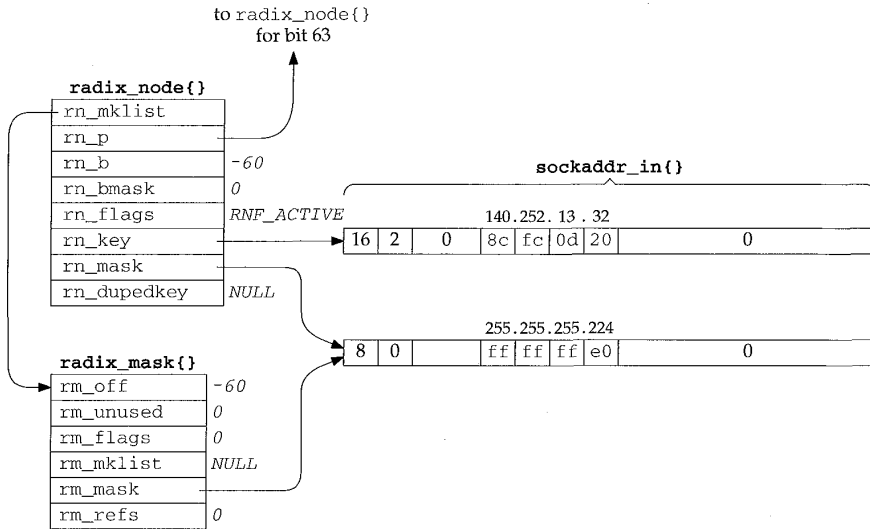 to radix_node{}
for bit 63
radix_node{}
rn_mklist
rn_p
rn_b -60
rn_bmask 0
rn_flags RNF_ACTIVE
rn_key
rn_mask
rn_dupedkey NULL
sockaddr_in{}
140.252. 13 . 32
16 2 0 8c fc 0d 20 0
255.255.255.224
8 0 ff ff ff e0 0
radix_mask{}
rm_off -60
rm_unused 0
rm_flags 0
rm_mklist NULL
rm_mask
rm_refs 0